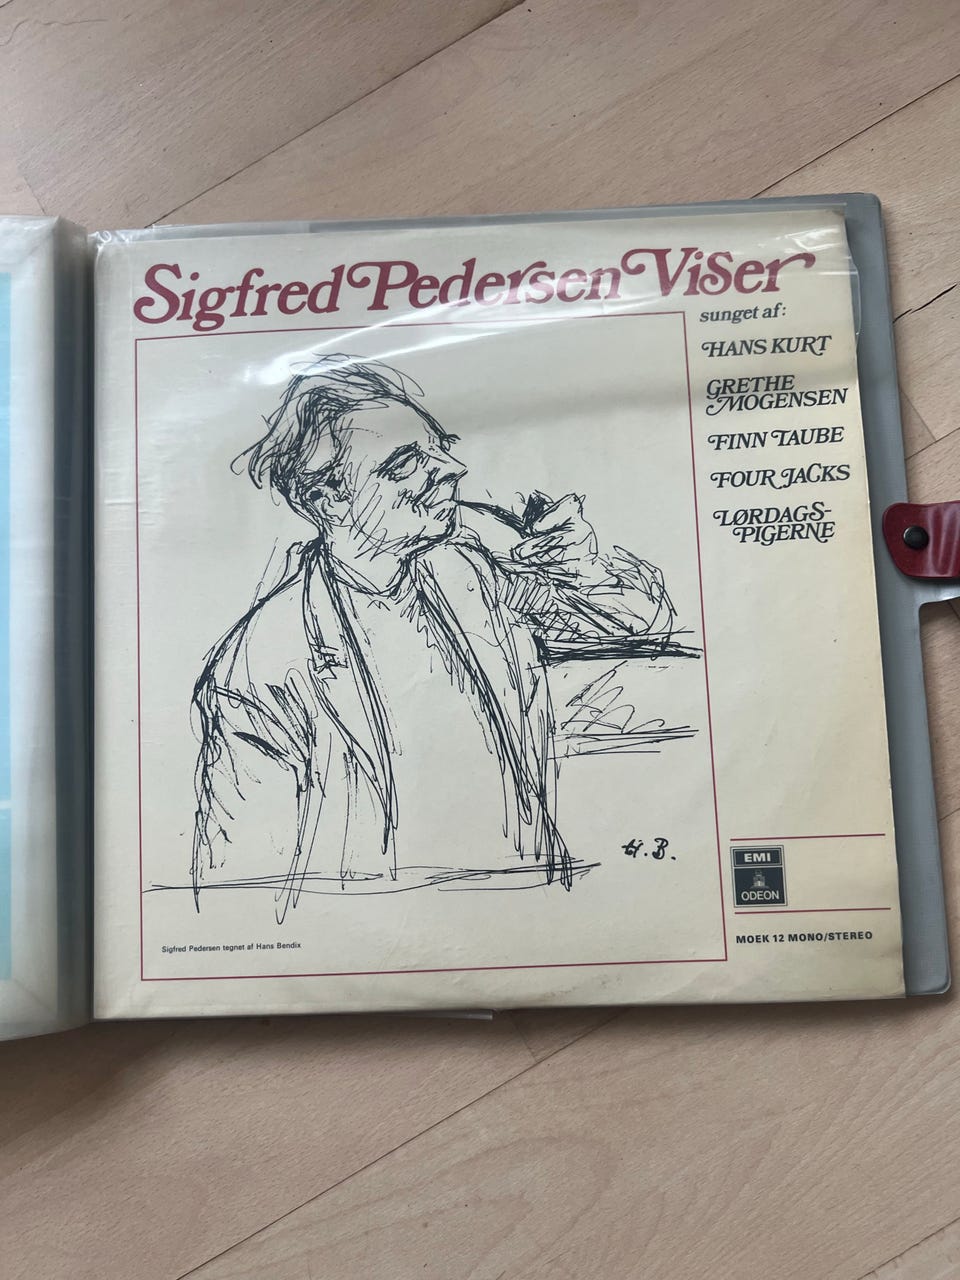 Sigfred Pedersen Viser
sunget af:
HANS KURT
GRETHE
MOGENSEN
FINN TAUBE
FOUR JACKS
LØRDAGS-
PIGERNE
H.B.
Sigfred Pedersen tegnet af Hans Bendix
EMI
ODEON
MOEK 12 MONO/STEREO